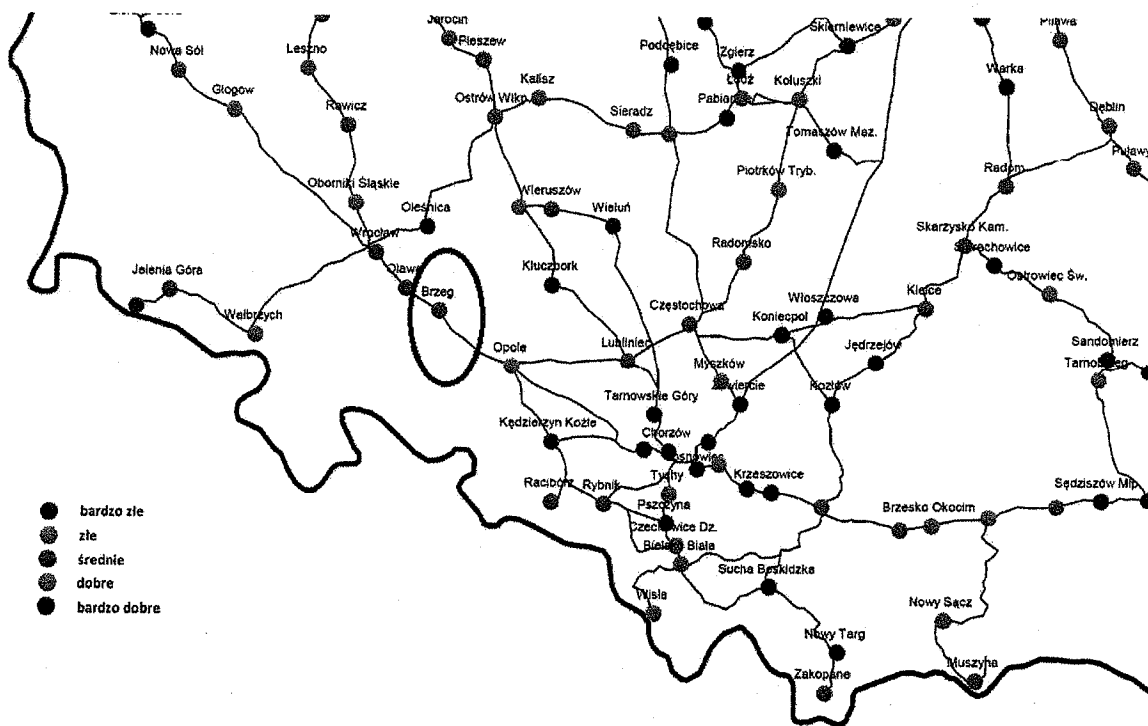 Jarocin
Pleszew
Nowa Sól
Leszno
Głogów
Rawicz
Ostrów Wlkp.
Kalisz
Sieradz
Poddębice
Zgierz
Łódź
Skierniewice
Koluszki
Tomaszów Maz.
Piotrków Tryb.
Warka
Pilawa
Dęblin
Puławy
Radom
Oborniki Śląskie
Oleśnica
Wrocław
Wieruszów
Wieluń
Radomsko
Skarżysko Kam.
Ostrowiec Św.
Jelenia Góra
Oława
Brzeg
Kluczbork
Wałbrzych
Częstochowa
Włoszczowa
Koniecpol
Kielce
Opole
Lubliniec
Myszków
Jędrzejów
Sandomierz
Tarnowskie Góry
Kozłów
Kędzierzyn Koźle
Chorzów
Tychy
Krzeszowice
Racibórz
Rybnik
Pszczyna
Czechowice Dz.
Bielsko Biała
Brzesko Okocim
Sędziszów Młp
Sucha Beskidzka
Wisła
Nowy Sącz
Nowy Targ
Muszyna
Zakopane
bardzo złe
złe
średnie
dobre
bardzo dobre